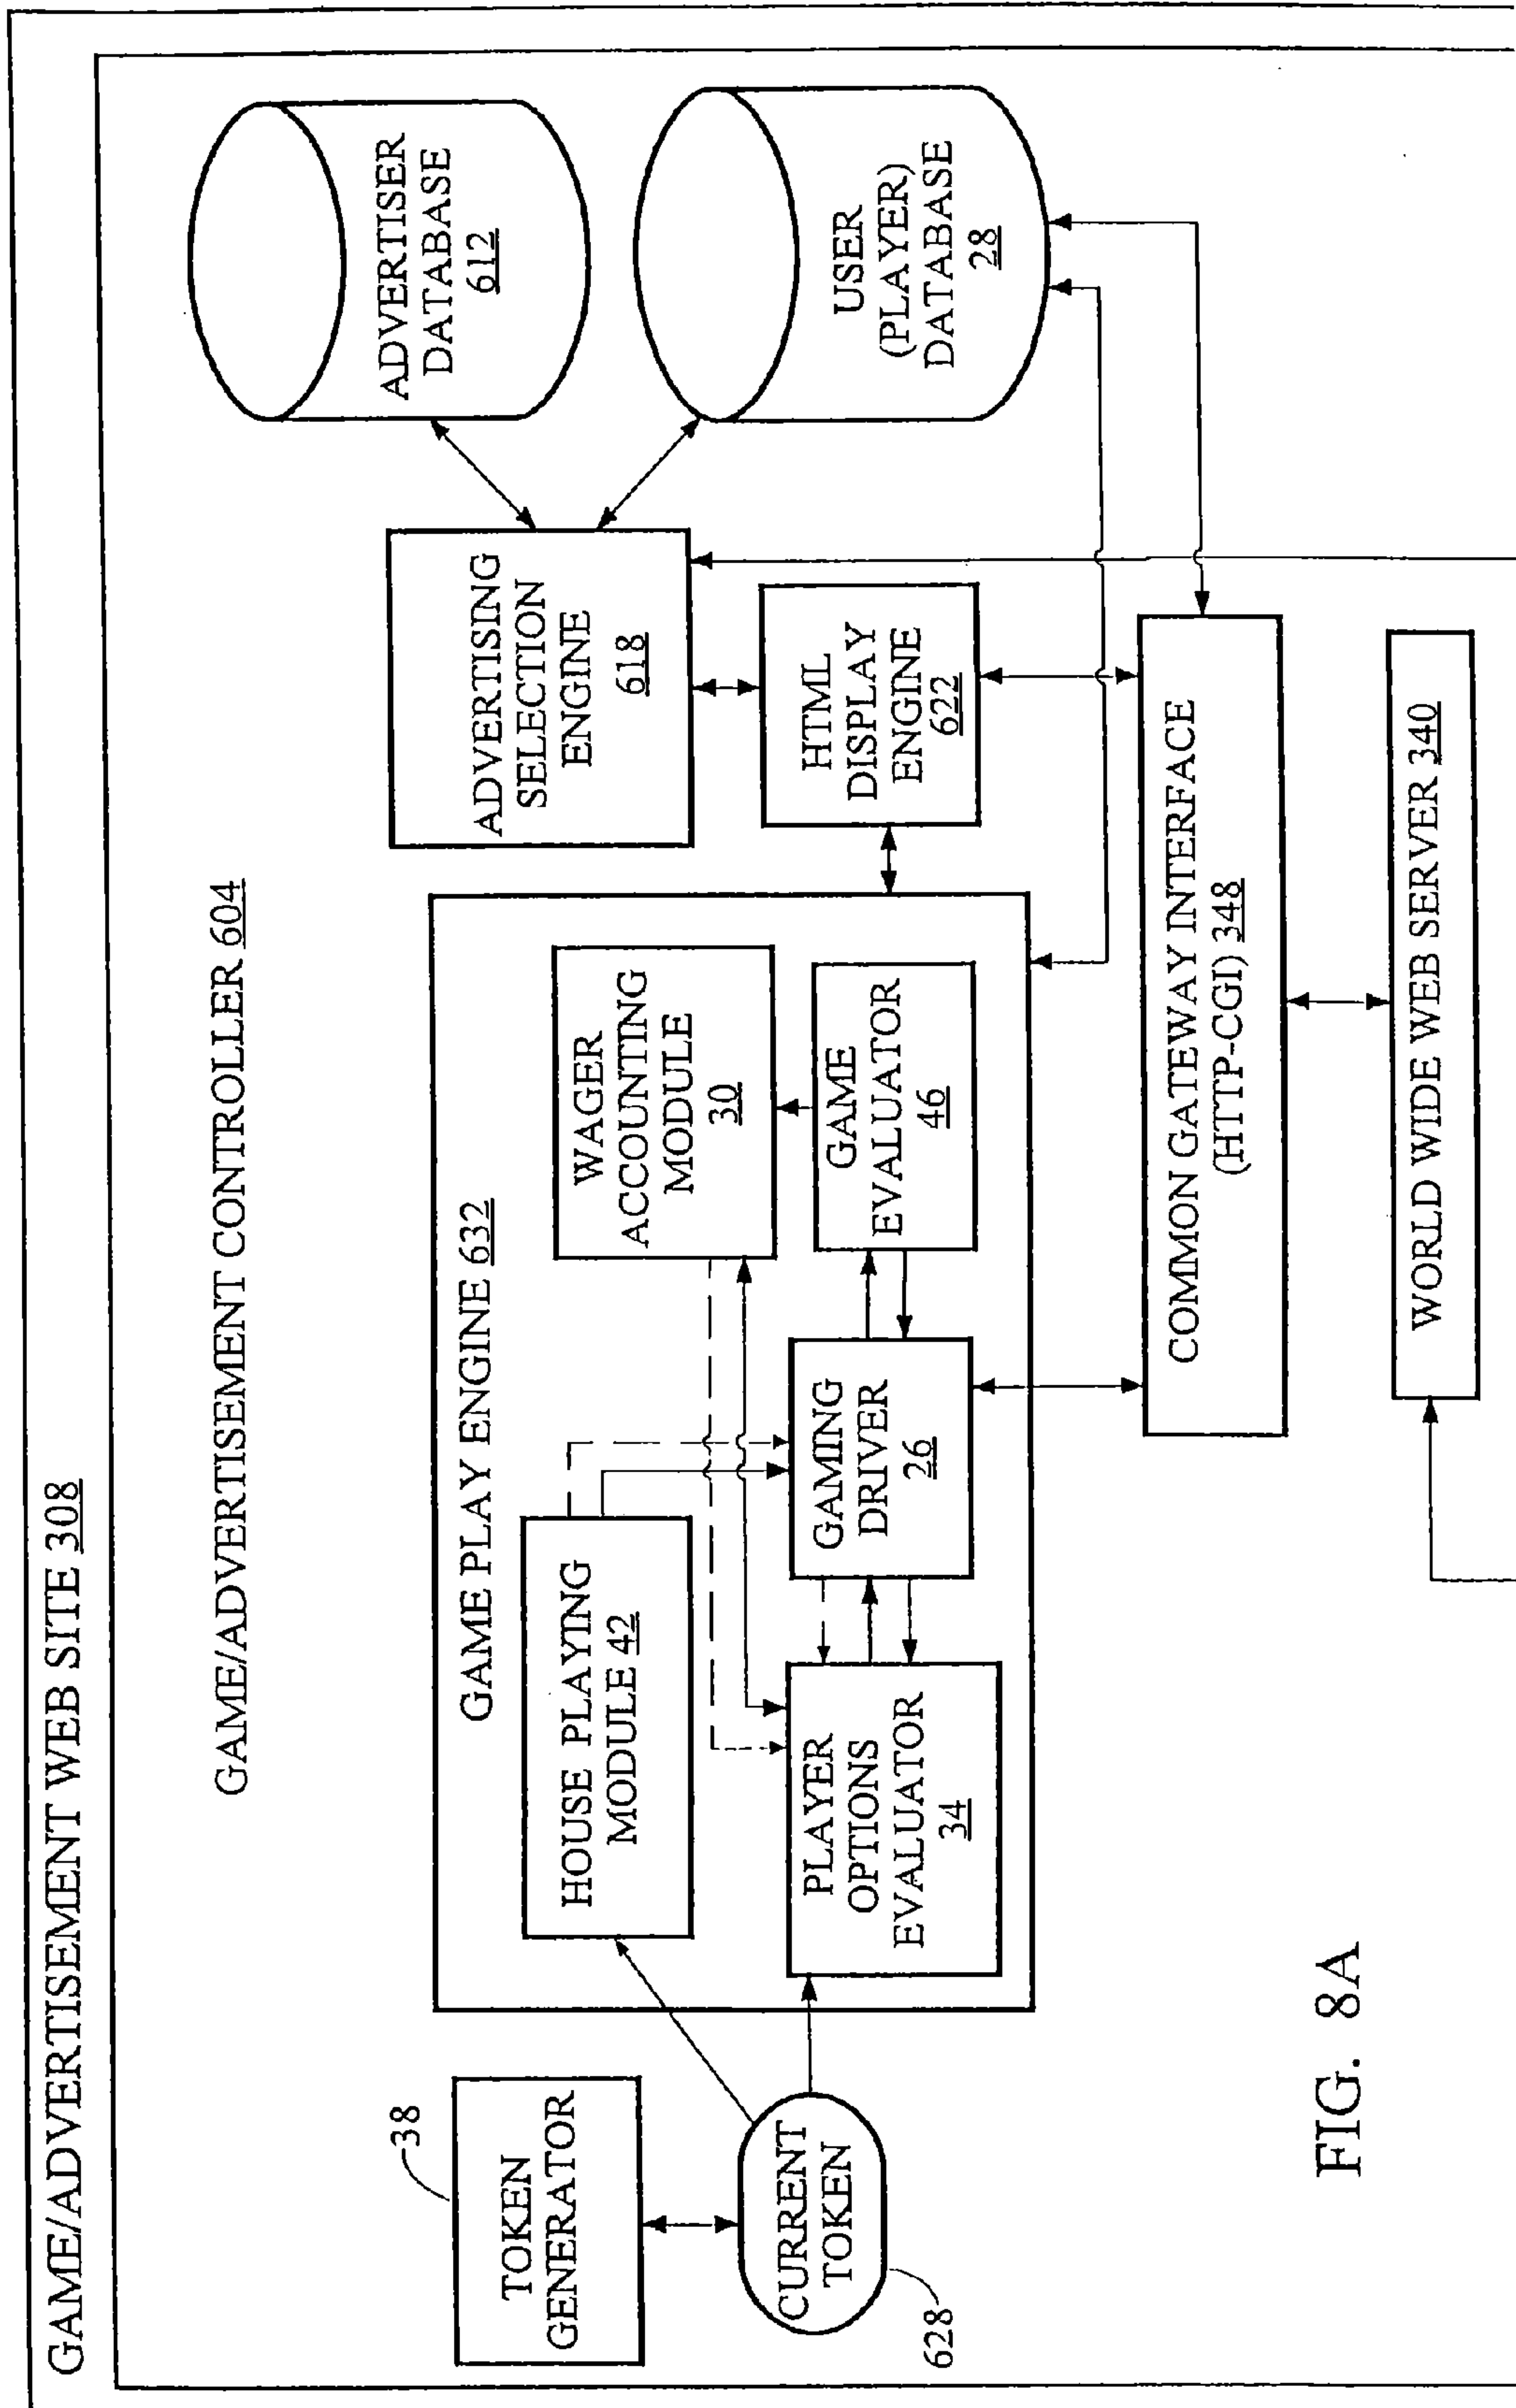 GAME/ADVERTISEMENT WEB SITE 308
GAME/ADVERTISEMENT CONTROLLER 604
38
TOKEN
GENERATOR
CURRENT
TOKEN
628
GAME PLAY ENGINE 632
HOUSE PLAYING
MODULE 42
WAGER
ACCOUNTING
MODULE
30
PLAYER
OPTIONS
EVALUATOR
34
GAMING
DRIVER
26
GAME
EVALUATOR
46
ADVERTISING
SELECTION
ENGINE
618
HTML
DISPLAY
ENGINE
622
ADVERTISER
DATABASE
612
USER
(PLAYER)
DATABASE
28
COMMON GATEWAY INTERFACE
(HTTP-CGI) 348
WORLD WIDE WEB SERVER 340
FIG. 8A